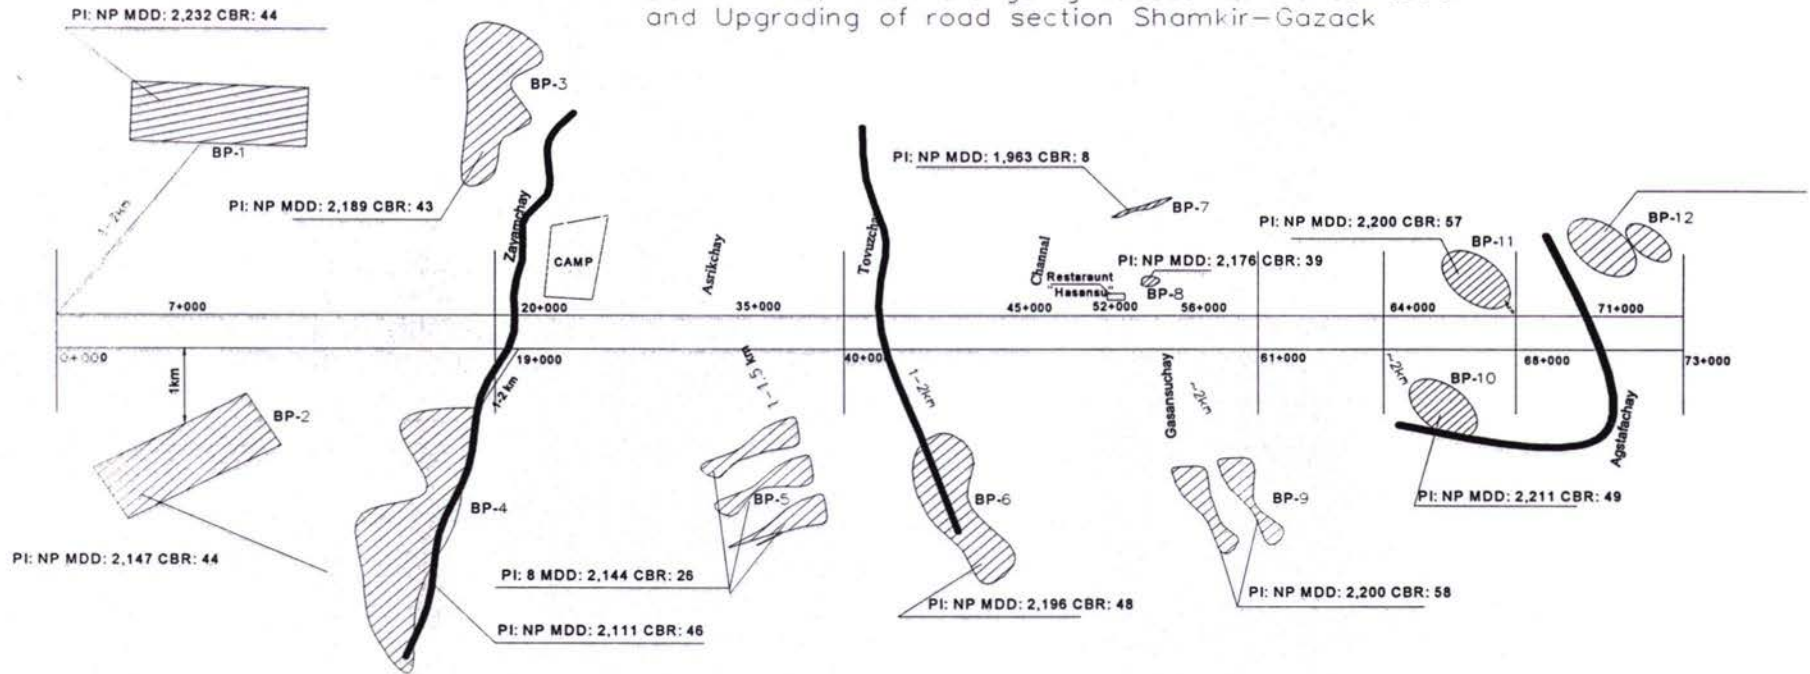 and Upgrading of road section Shamkir-Gazack
PI: NP MDD: 2,232 CBR: 44
BP-1
1-2km
BP-3
PI: NP MDD: 2,189 CBR: 43
Zayamchay
CAMP
Asrikchay
Tovuzchay
PI: NP MDD: 1,963 CBR: 8
BP-7
Channal
Restaraunt
Hasansu
PI: NP MDD: 2,176 CBR: 39
BP-8
PI: NP MDD: 2,200 CBR: 57
BP-11
BP-12
7+000
20+000
35+000
45+000
52+000
56+000
64+000
71+000
0+000
19+000
40+000
61+000
68+000
73+000
1km
1-2 km
1-1.5 km
1-2km
Gasansuchay
~2km
~2km
BP-10
Agstafachay
BP-2
BP-4
BP-5
BP-6
BP-9
PI: NP MDD: 2,211 CBR: 49
PI: NP MDD: 2,147 CBR: 44
PI: 8 MDD: 2,144 CBR: 26
PI: NP MDD: 2,196 CBR: 48
PI: NP MDD: 2,200 CBR: 58
PI: NP MDD: 2,111 CBR: 46